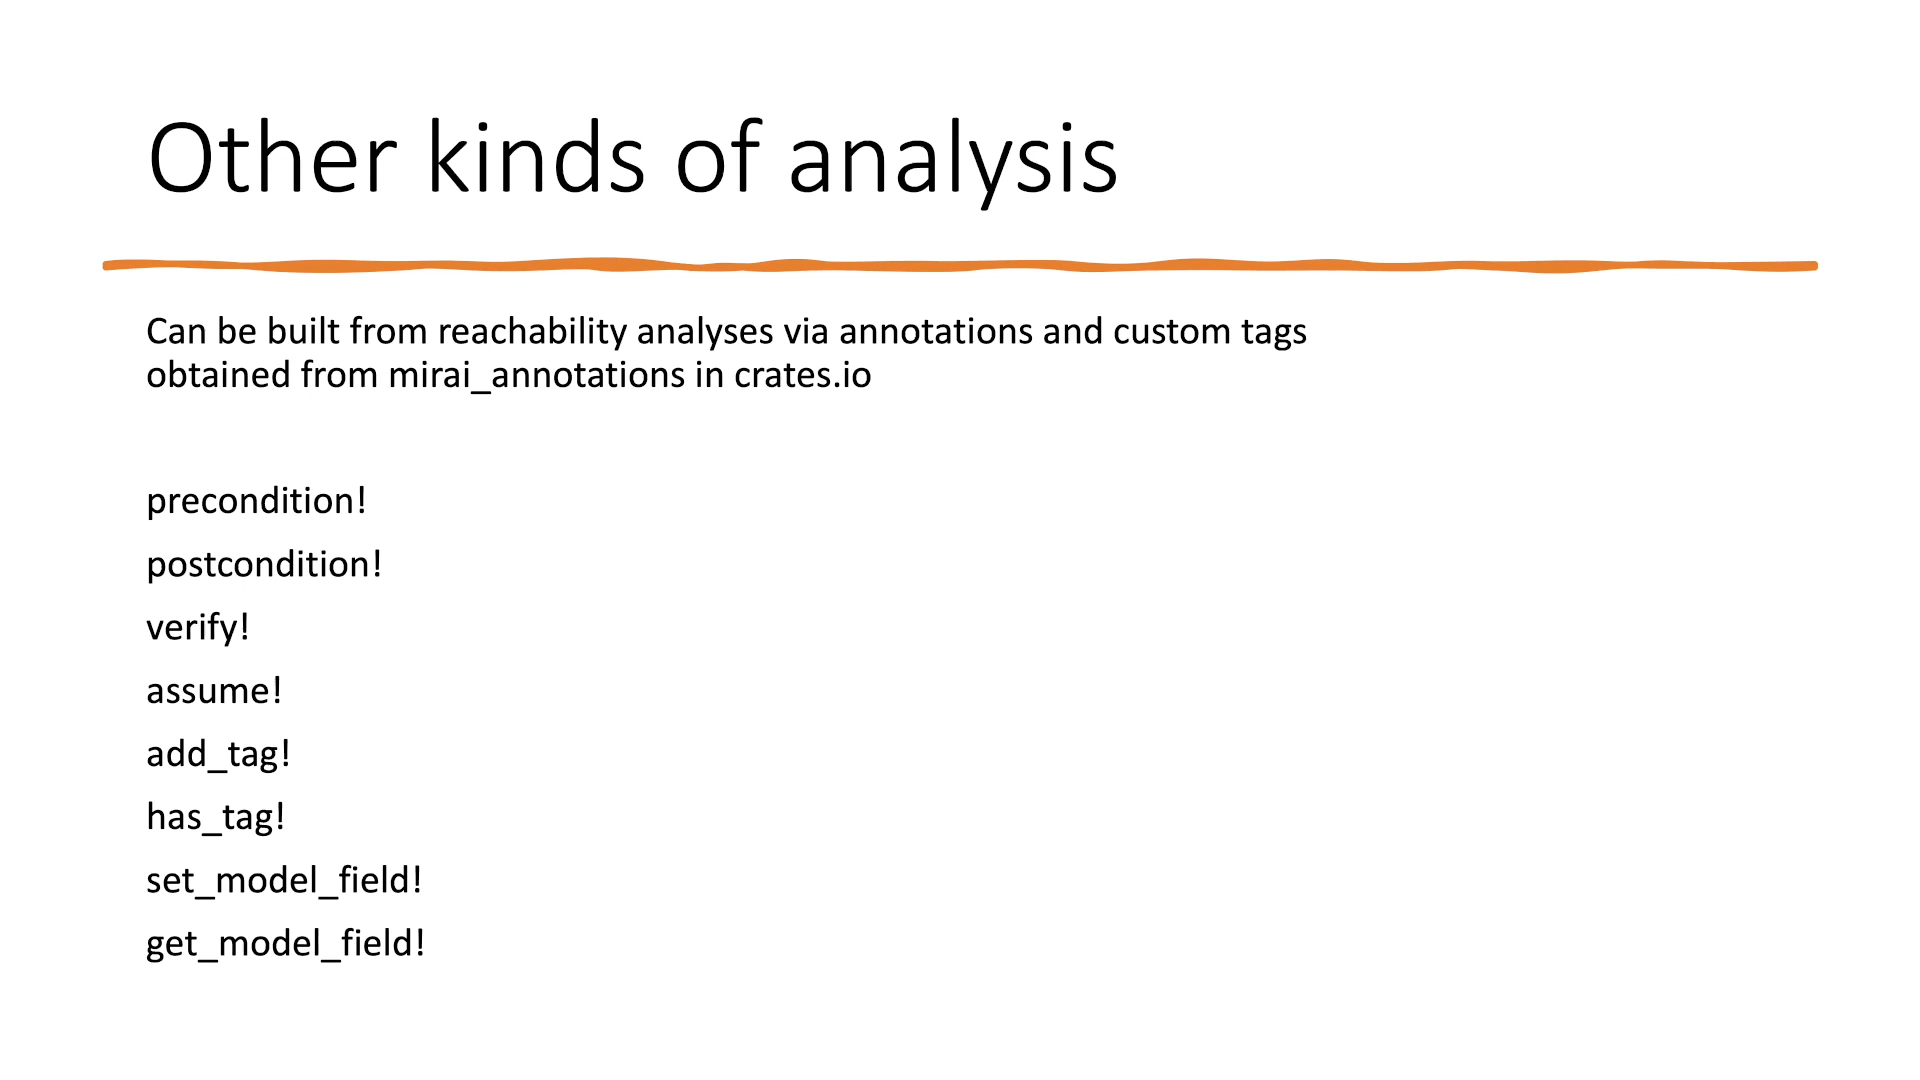 Other kinds of analysis
Can be built from reachability analyses via annotations and custom tags
obtained from mirai_annotations in crates.io
precondition!
postcondition!
verify!
assume!
add_tag!
has_tag!
set_model_field!
get_model_field!